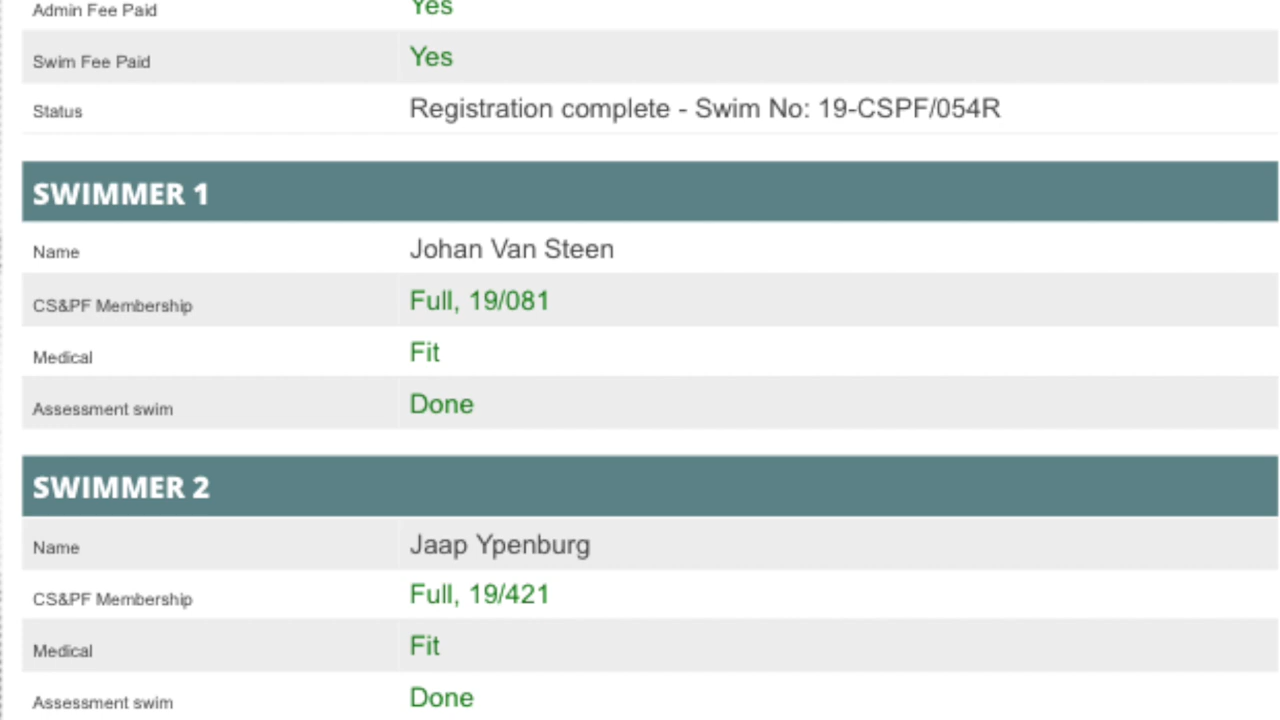 Admin Fee Paid Yes
Swim Fee Paid Yes
Status Registration complete - Swim No: 19-CSPF/054R
SWIMMER 1
Name Johan Van Steen
CS&PF Membership Full, 19/081
Medical Fit
Assessment swim Done
SWIMMER 2
Name Jaap Ypenburg
CS&PF Membership Full, 19/421
Medical Fit
Assessment swim Done